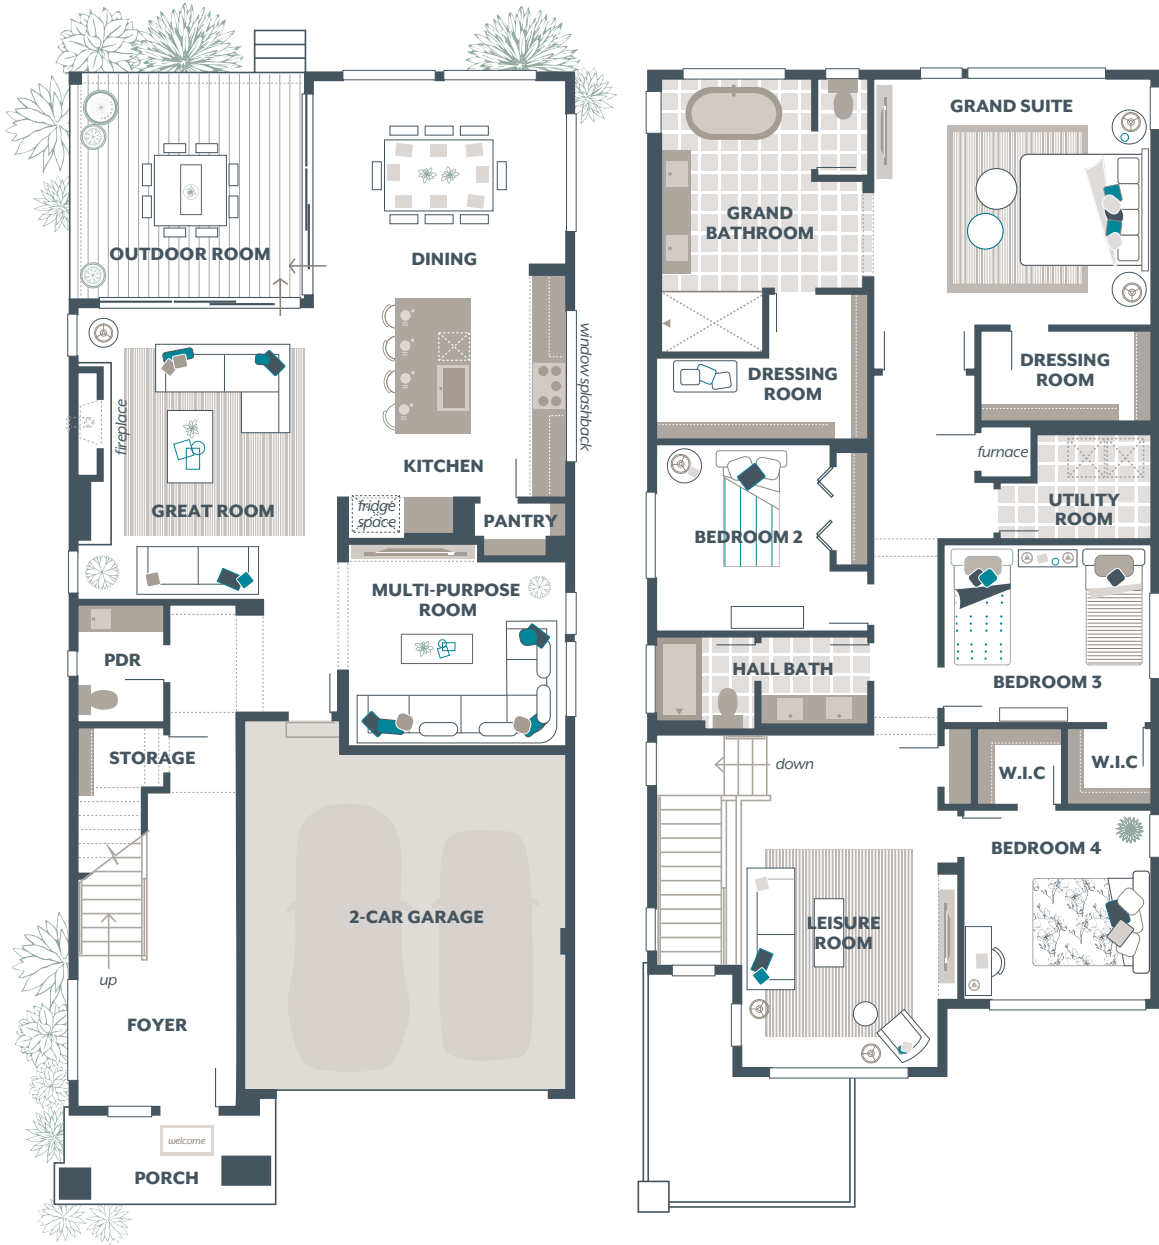 OUTDOOR ROOM
DINING
window splashback
fireplace
KITCHEN
GREAT ROOM
fridge
space
PANTRY
MULTI-PURPOSE
ROOM
PDR
STORAGE
2-CAR GARAGE
up
FOYER
welcome
PORCH
GRAND SUITE
GRAND
BATHROOM
DRESSING
ROOM
DRESSING
ROOM
furnace
UTILITY
ROOM
BEDROOM 2
HALL BATH
BEDROOM 3
down
W.I.C
W.I.C
BEDROOM 4
LEISURE
ROOM